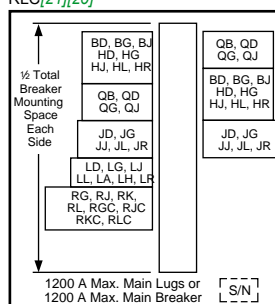 RLC[21][26]
BD, BG, BJ
HD, HG
HJ, HL, HR
QB, QD
QG, QJ
JD, JG
JJ, JL, JR
LD, LG, LJ
LL, LA, LH, LR
RG, RJ, RK,
RL, RGC, RJC
RKC, RLC
½ Total
Breaker
Mounting
Space
Each
Side
QB, QD
QG, QJ
BD, BG, BJ
HD, HG
HJ, HL, HR
JD, JG
JJ, JL, JR
1200 A Max. Main Lugs or
1200 A Max. Main Breaker
S/N